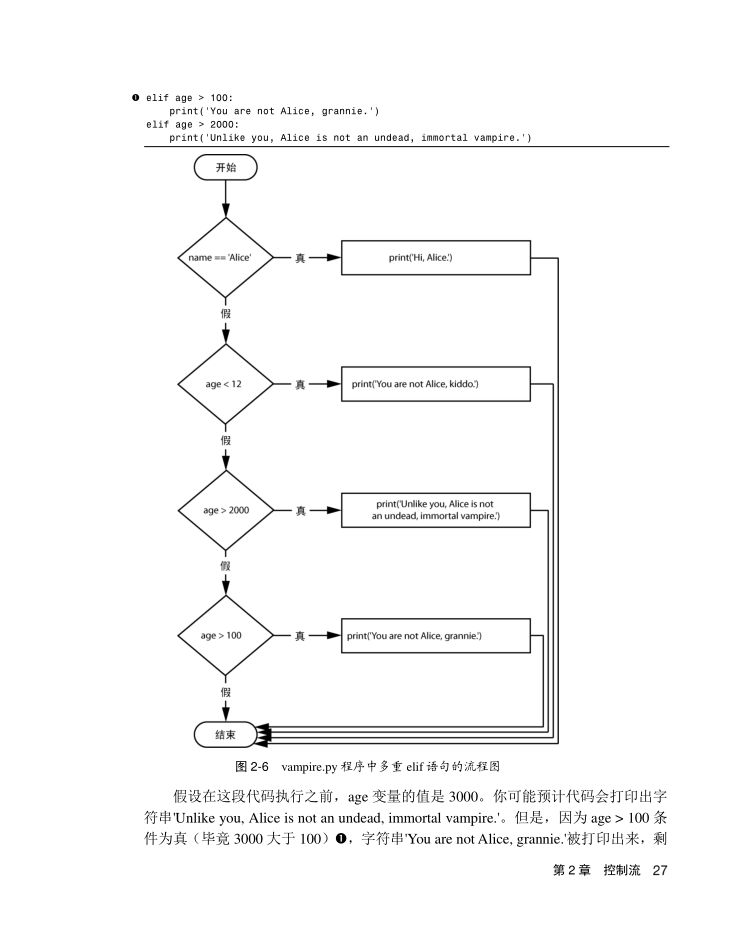 ❶ elif age > 100:
print('You are not Alice, grannie.')
elif age > 2000:
print('Unlike you, Alice is not an undead, immortal vampire.')
开始
name == 'Alice'
真
print('Hi, Alice.')
假
age < 12
真
print('You are not Alice, kiddo.')
假
age > 2000
真
print('Unlike you, Alice is not
an undead, immortal vampire.')
假
age > 100
真
print('You are not Alice, grannie.')
假
结束
图 2-6 vampire.py 程序中多重 elif 语句的流程图
假设在这段代码执行之前，age 变量的值是 3000。你可能预计代码会打印出字
符串'Unlike you, Alice is not an undead, immortal vampire.'。但是，因为 age > 100 条
件为真（毕竟 3000 大于 100）❶，字符串'You are not Alice, grannie.'被打印出来，剩
第 2 章 控制流 27